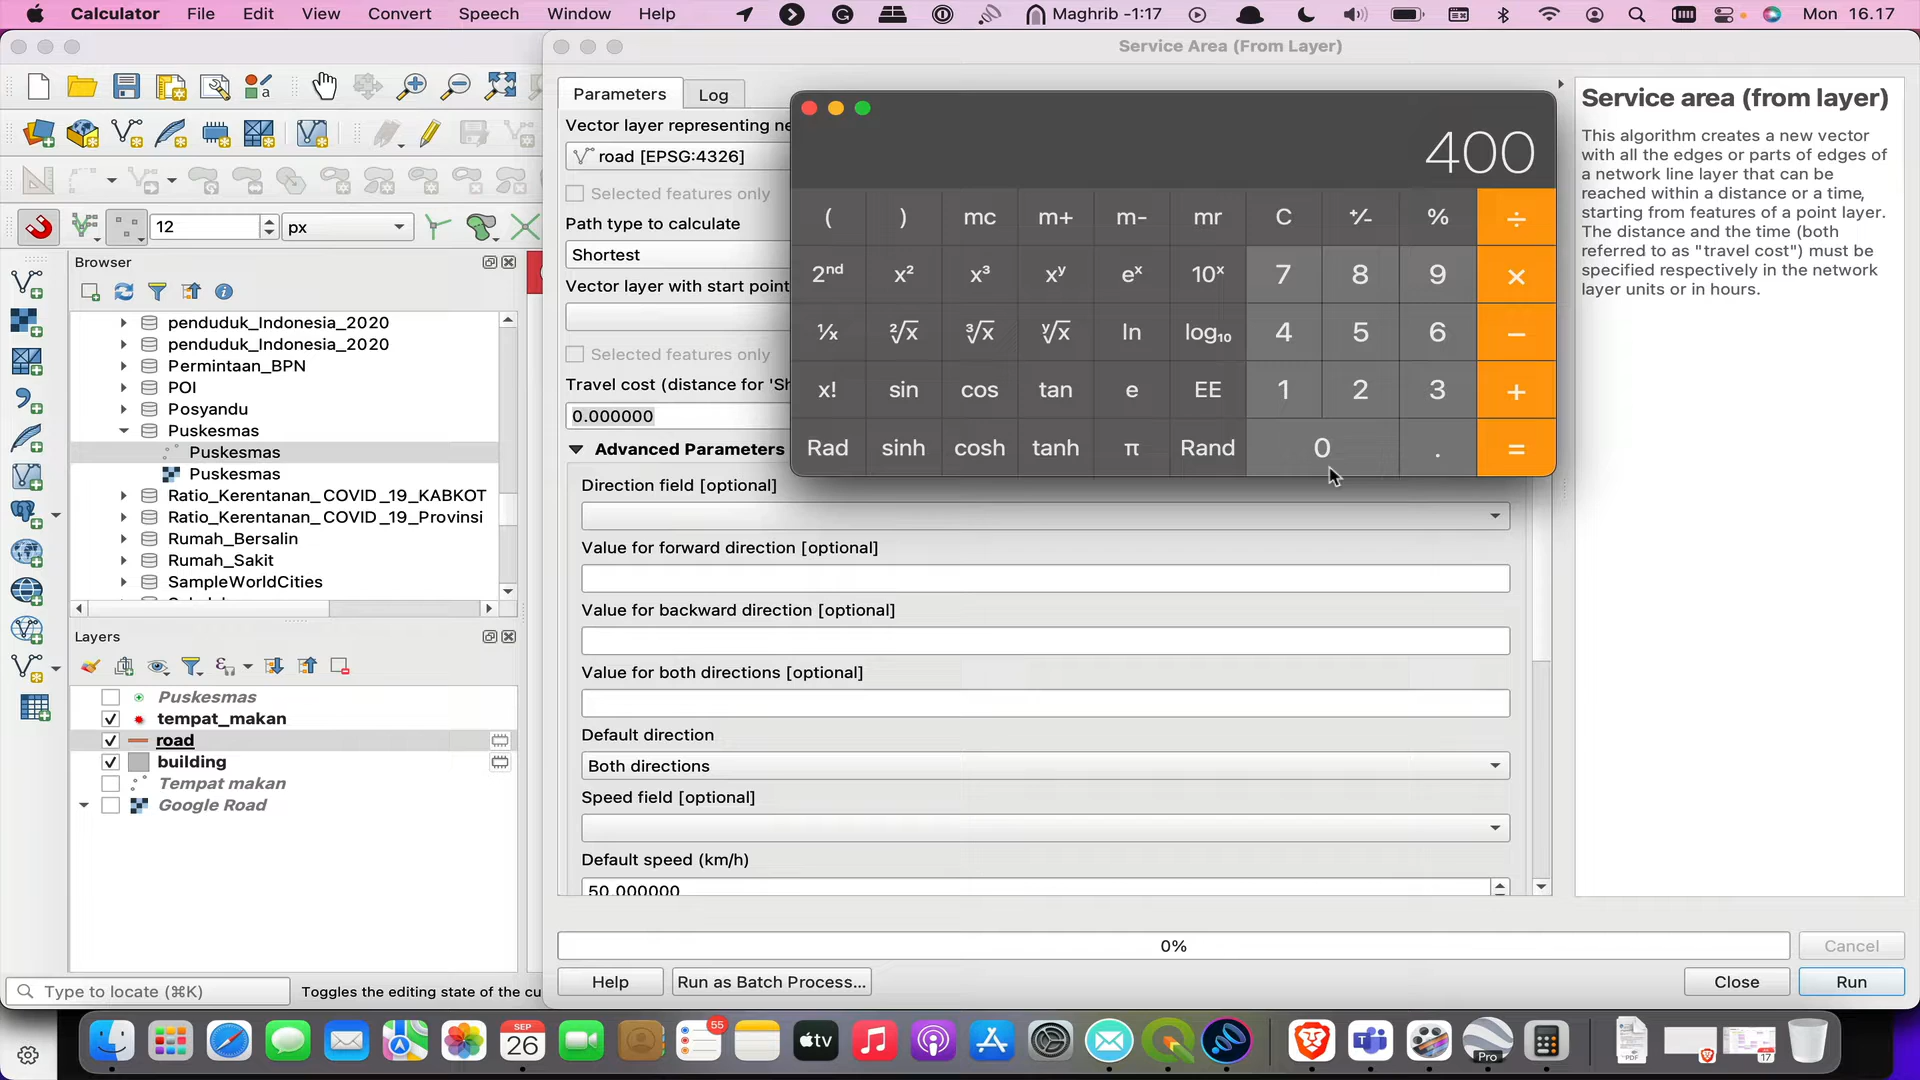 Calculator File Edit View Convert Speech Window Help Maghrib -1:17 Mon 16.17
Service Area (From Layer)
Parameters Log
Vector layer representing ne
road [EPSG:4326]
Selected features only
Path type to calculate
Shortest
Vector layer with start point
Selected features only
Travel cost (distance for 'Sh
0.000000
Advanced Parameters
Direction field [optional]
Value for forward direction [optional]
Value for backward direction [optional]
Value for both directions [optional]
Default direction
Both directions
Speed field [optional]
Default speed (km/h)
50.000000
0%
Cancel
Help Run as Batch Process... Close Run
400
( ) mc m+ m- mr C +/- % ÷
2nd x² x³ xʸ eˣ 10ˣ 7 8 9 ×
1/x ²√x ³√x ʸ√x ln log₁₀ 4 5 6 −
x! sin cos tan e EE 1 2 3 +
Rad sinh cosh tanh π Rand 0 . =
Service area (from layer)
This algorithm creates a new vector
with all the edges or parts of edges of
a network line layer that can be
reached within a distance or a time,
starting from features of a point layer.
The distance and the time (both
referred to as "travel cost") must be
specified respectively in the network
layer units or in hours.
12 px
Browser
penduduk_Indonesia_2020
penduduk_Indonesia_2020
Permintaan_BPN
POI
Posyandu
Puskesmas
Puskesmas
Puskesmas
Ratio_Kerentanan_COVID_19_KABKOT
Ratio_Kerentanan_COVID_19_Provinsi
Rumah_Bersalin
Rumah_Sakit
SampleWorldCities
Layers
Puskesmas
tempat_makan
road
building
Tempat makan
Google Road
Type to locate (⌘K) Toggles the editing state of the cu
SEP
26
55
tv
Pro
PDF
17